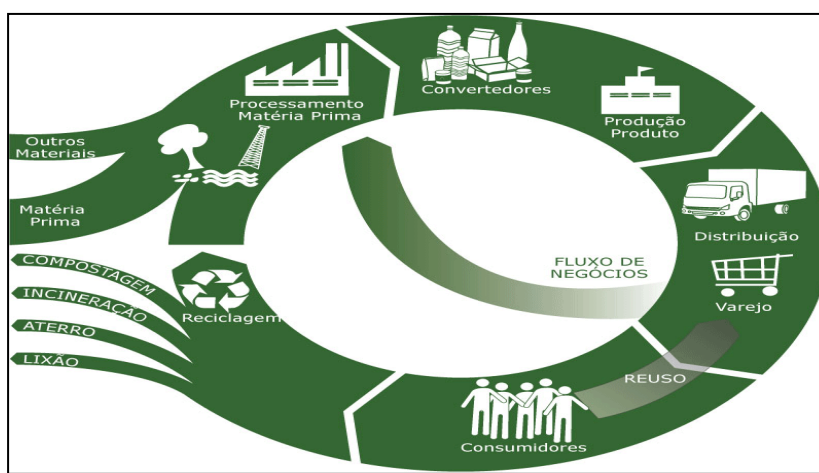 Convertedores
Processamento
Matéria Prima
Produção
Produto
Outros
Materiais
Matéria
Prima
Distribuição
FLUXO DE
NEGÓCIOS
COMPOSTAGEM
INCINERAÇÃO
ATERRO
LIXÃO
Reciclagem
Varejo
REUSO
Consumidores